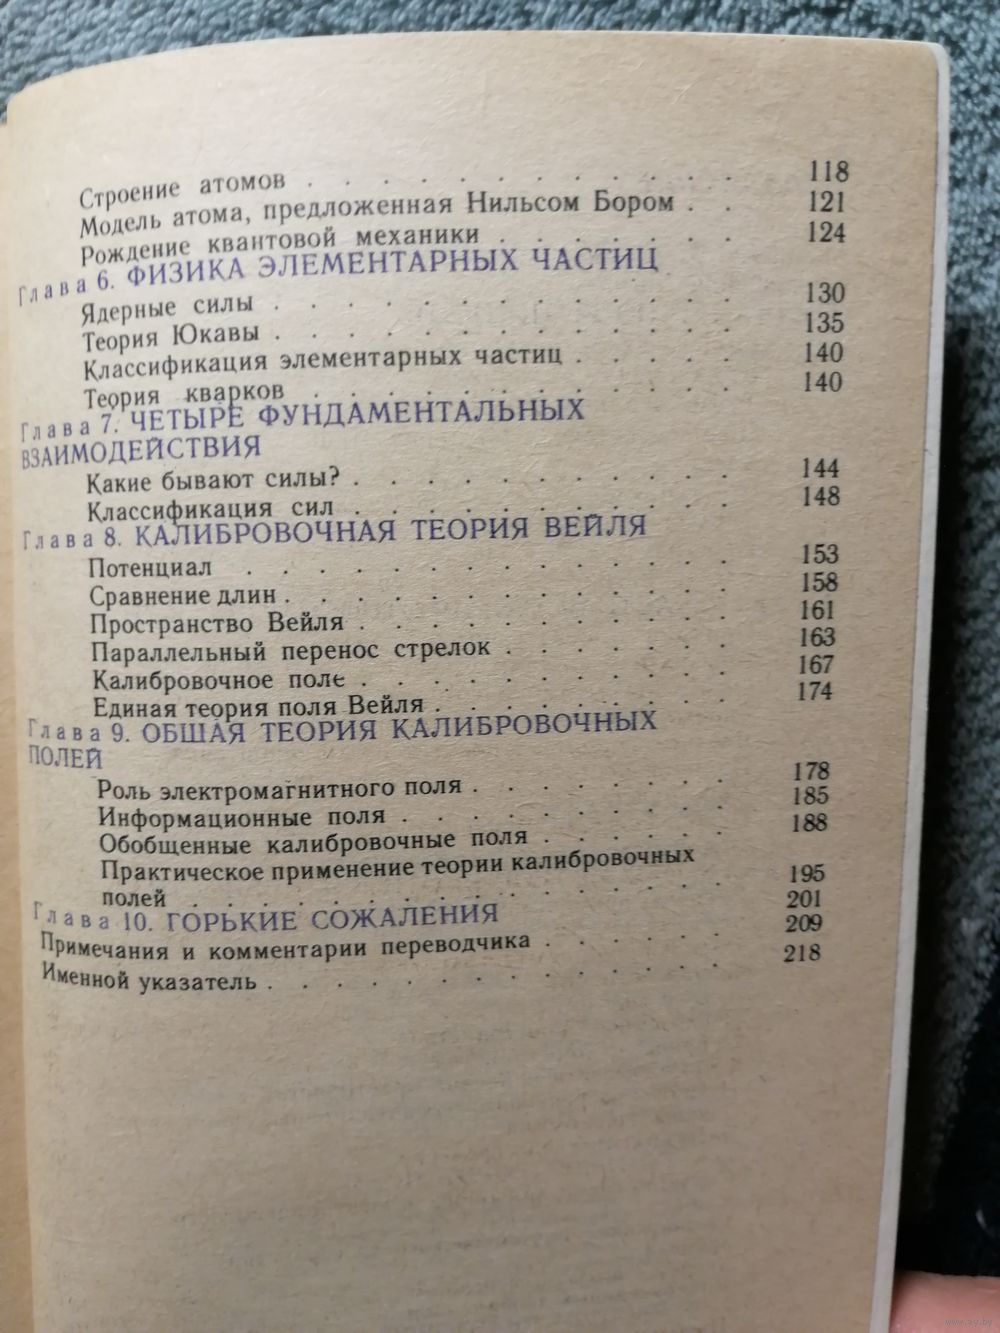 Строение атомов . . . . . . . . . . . . 118
Модель атома, предложенная Нильсом Бором . . 121
Рождение квантовой механики . . . . . . . 124
Глава 6. ФИЗИКА ЭЛЕМЕНТАРНЫХ ЧАСТИЦ
Ядерные силы . . . . . . . . . . . . 130
Теория Юкавы . . . . . . . . . . . . 135
Классификация элементарных частиц . . . . . 140
Теория кварков . . . . . . . . . . . 140
Глава 7. ЧЕТЫРЕ ФУНДАМЕНТАЛЬНЫХ
ВЗАИМОДЕЙСТВИЯ
Какие бывают силы? . . . . . . . . . . 144
Классификация сил . . . . . . . . . . 148
Глава 8. КАЛИБРОВОЧНАЯ ТЕОРИЯ ВЕЙЛЯ
Потенциал . . . . . . . . . . . . . 153
Сравнение длин . . . . . . . . . . . . 158
Пространство Вейля . . . . . . . . . . 161
Параллельный перенос стрелок . . . . . . 163
Калибровочное поле . . . . . . . . . . 167
Единая теория поля Вейля . . . . . . . . 174
Глава 9. ОБЩАЯ ТЕОРИЯ КАЛИБРОВОЧНЫХ
ПОЛЕЙ
Роль электромагнитного поля . . . . . . . 178
Информационные поля . . . . . . . . . 185
Обобщенные калибровочные поля . . . . . 188
Практическое применение теории калибровочных
полей . . . . . . . . . . . . . . 195
Глава 10. ГОРЬКИЕ СОЖАЛЕНИЯ 201
Примечания и комментарии переводчика . . . . . 209
Именной указатель . . . . . . . . . . . . 218
www.ay.by